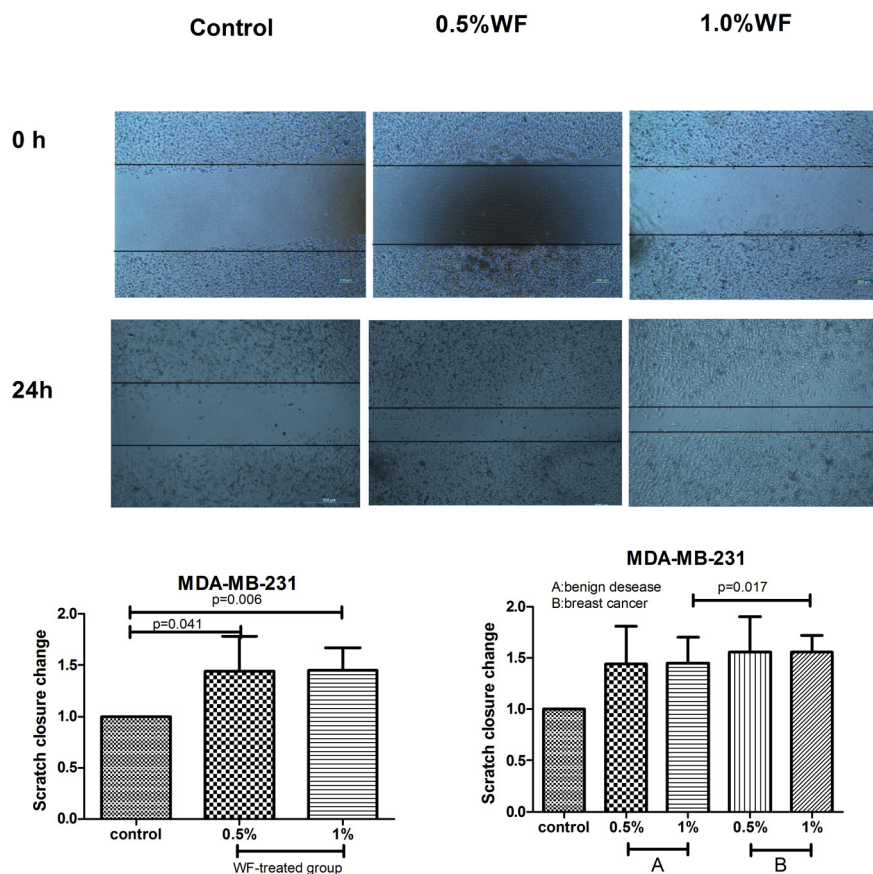 Control 0.5%WF 1.0%WF
0 h
24h
MDA-MB-231
p=0.006
p=0.041
Scratch closure change
2.0
1.5
1.0
0.5
0.0
control 0.5% 1%
WF-treated group
MDA-MB-231
A:benign desease
B:breast cancer
p=0.017
Scratch closure change
2.0
1.5
1.0
0.5
0.0
control 0.5% 1% 0.5% 1%
A B